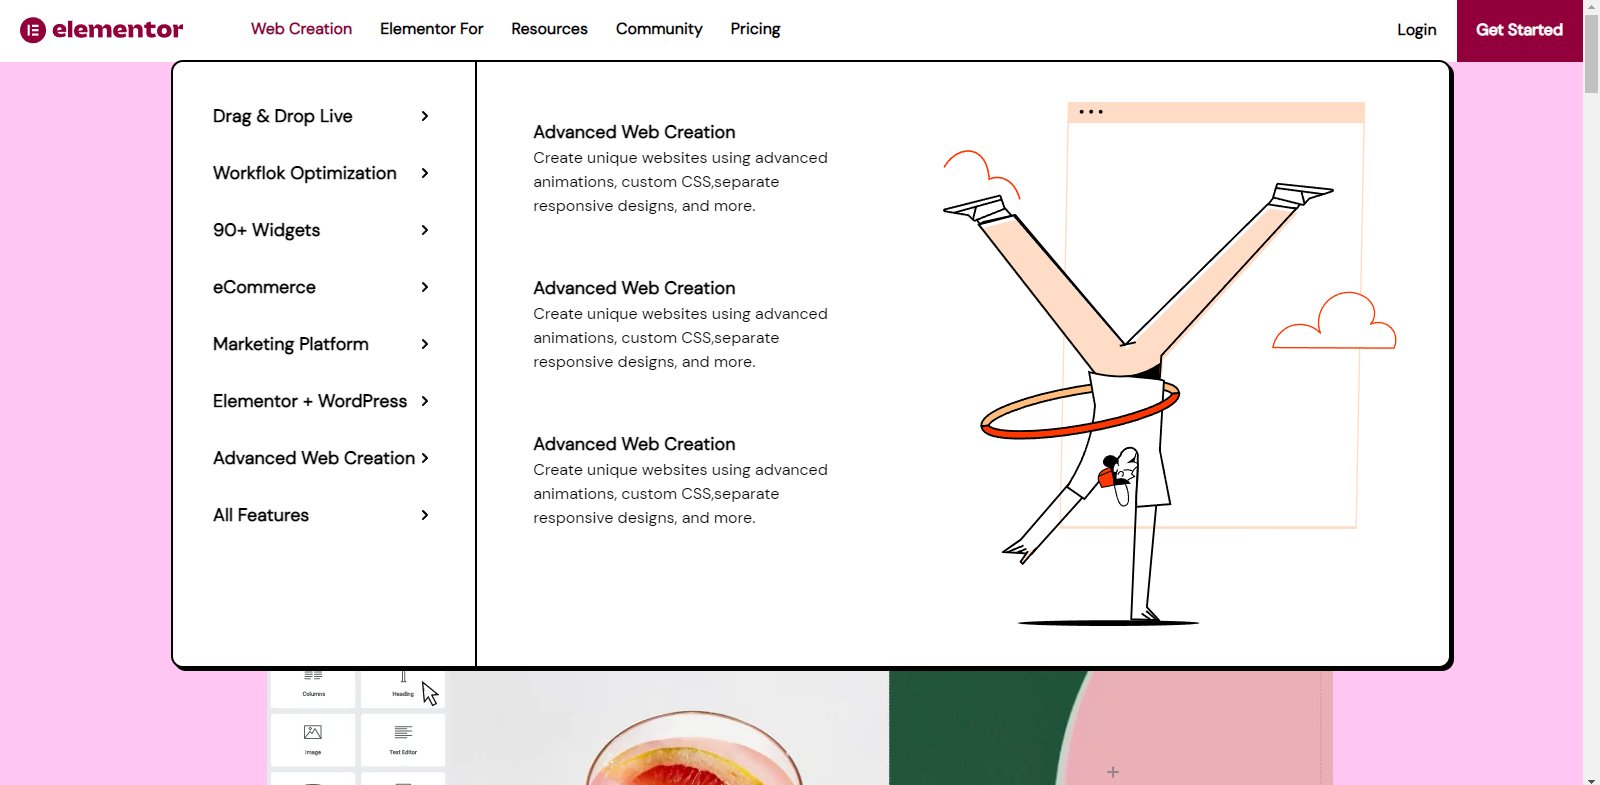 elementor
Web Creation
Elementor For
Resources
Community
Pricing
Login
Get Started
Drag & Drop Live
Workflok Optimization
90+ Widgets
eCommerce
Marketing Platform
Elementor + WordPress
Advanced Web Creation
All Features
Advanced Web Creation
Create unique websites using advanced
animations, custom CSS,separate
responsive designs, and more.
Advanced Web Creation
Create unique websites using advanced
animations, custom CSS,separate
responsive designs, and more.
Advanced Web Creation
Create unique websites using advanced
animations, custom CSS,separate
responsive designs, and more.
Columns
Heading
Image
Text Editor